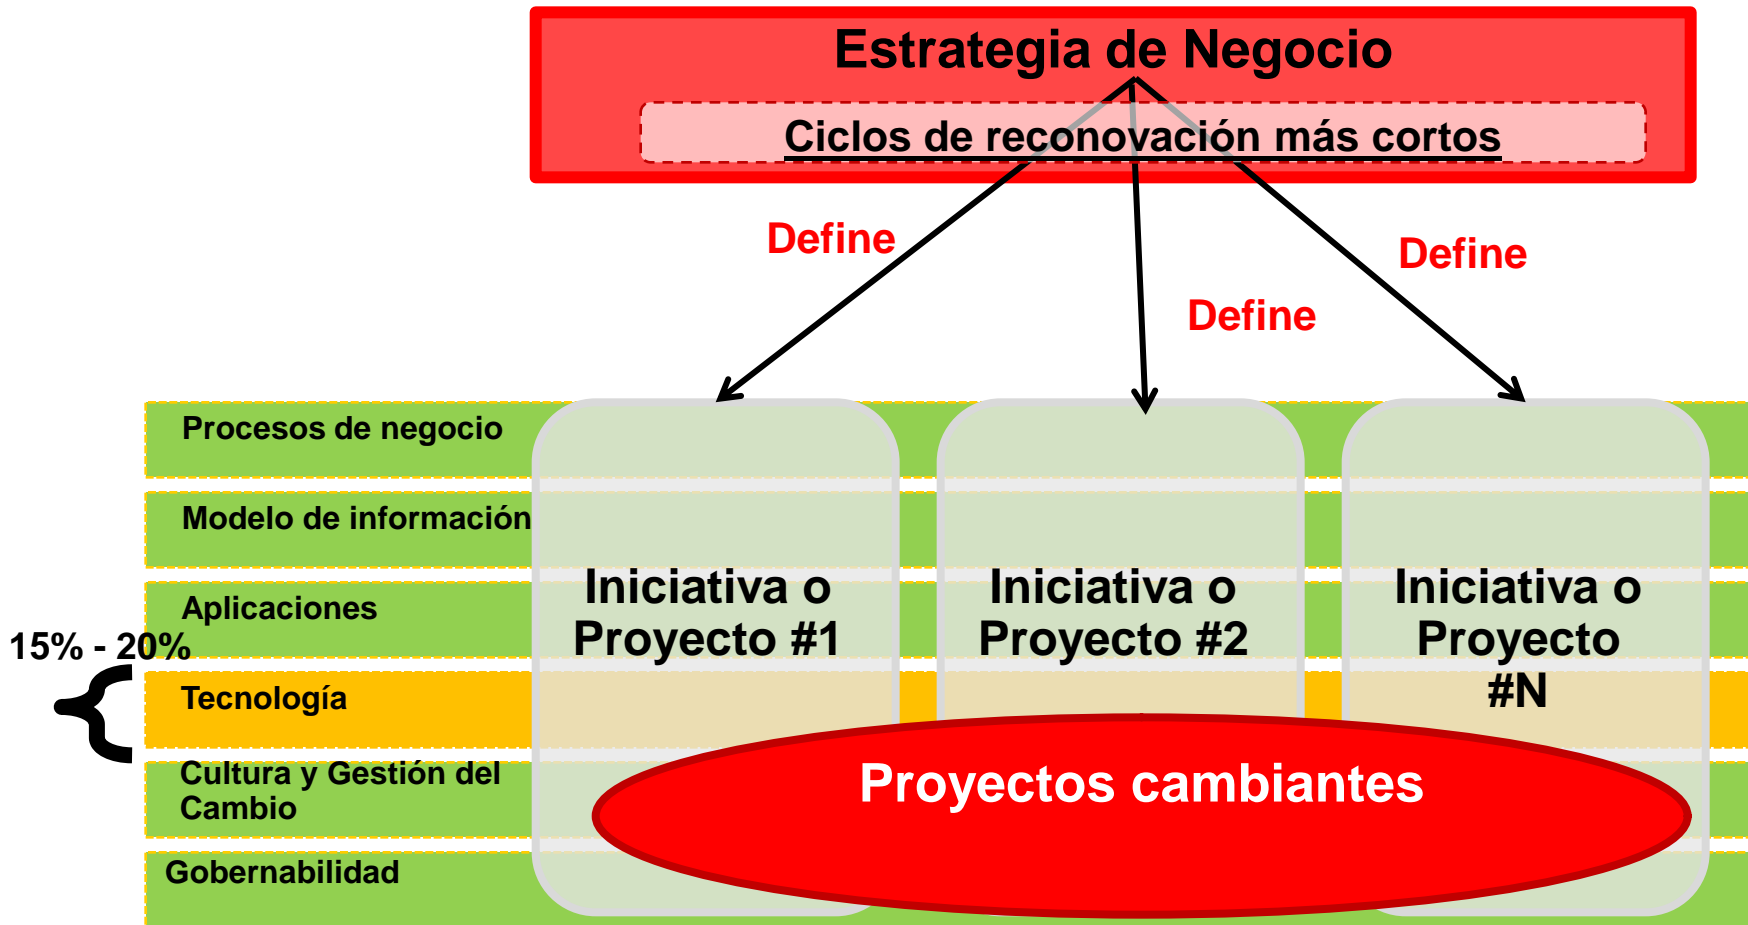 Estrategia de Negocio
Ciclos de reconovación más cortos
Define
Define
Define
Procesos de negocio
Modelo de información
Aplicaciones
15% - 20%
Tecnología
Cultura y Gestión del
Cambio
Gobernabilidad
Iniciativa o
Proyecto #1
Iniciativa o
Proyecto #2
Iniciativa o
Proyecto
#N
Proyectos cambiantes